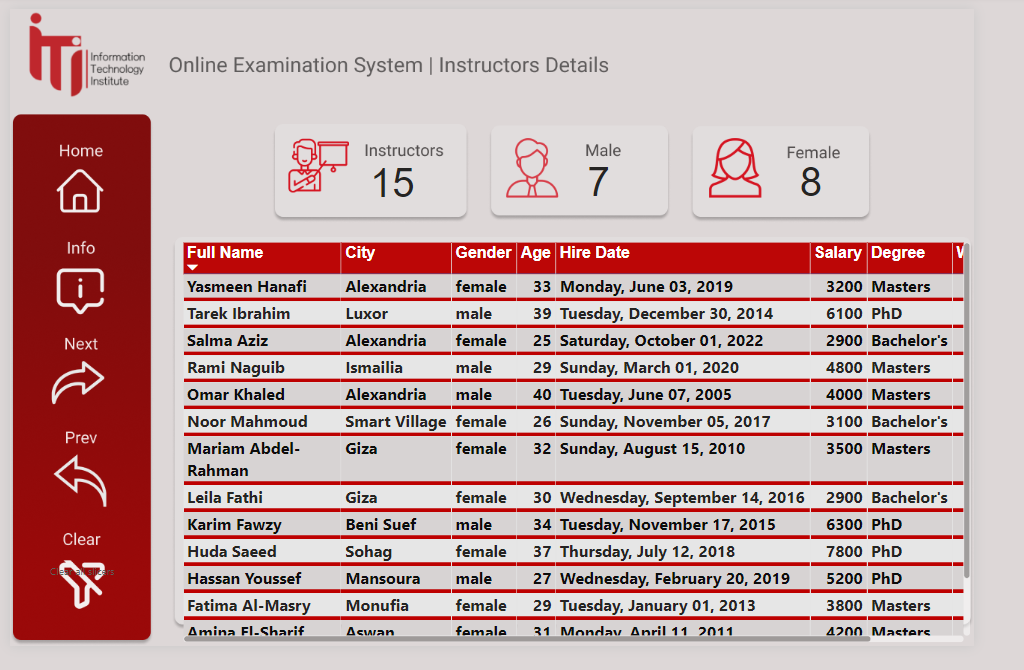 iTi
Information
Technology
Institute
Online Examination System | Instructors Details
Home
Info
Next
Prev
Clear
Instructors
15
Male
7
Female
8
Full Name City Gender Age Hire Date Salary Degree
Yasmeen Hanafi Alexandria female 33 Monday, June 03, 2019 3200 Masters
Tarek Ibrahim Luxor male 39 Tuesday, December 30, 2014 6100 PhD
Salma Aziz Alexandria female 25 Saturday, October 01, 2022 2900 Bachelor's
Rami Naguib Ismailia male 29 Sunday, March 01, 2020 4800 Masters
Omar Khaled Alexandria male 40 Tuesday, June 07, 2005 4000 Masters
Noor Mahmoud Smart Village female 26 Sunday, November 05, 2017 3100 Bachelor's
Mariam Abdel- Giza female 32 Sunday, August 15, 2010 3500 Masters
Rahman
Leila Fathi Giza female 30 Wednesday, September 14, 2016 2900 Bachelor's
Karim Fawzy Beni Suef male 34 Tuesday, November 17, 2015 6300 PhD
Huda Saeed Sohag female 37 Thursday, July 12, 2018 7800 PhD
Hassan Youssef Mansoura male 27 Wednesday, February 20, 2019 5200 PhD
Fatima Al-Masry Monufia female 29 Tuesday, January 01, 2013 3800 Masters
Amina El-Sharif Aswan female 31 Monday, April 11, 2011 4200 Masters